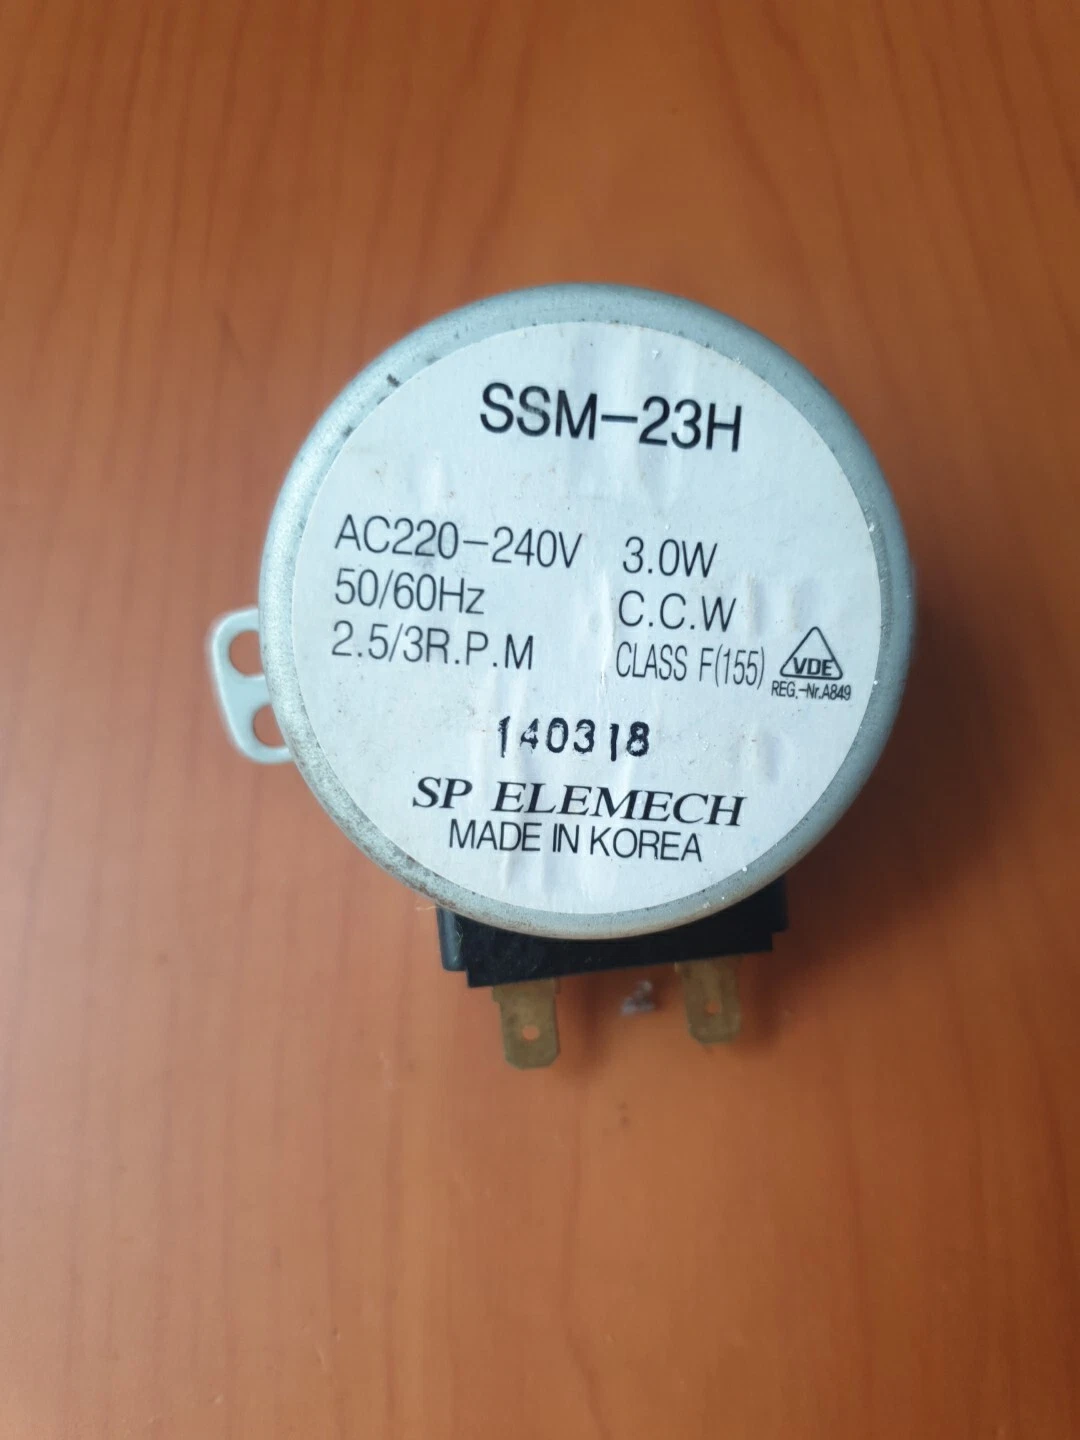 SSM-23H
AC220-240V 3.0W
50/60Hz C.C.W
2.5/3R.P.M CLASS F(155) VDE
REG.-Nr.A849
140318
SP ELEMECH
MADE IN KOREA